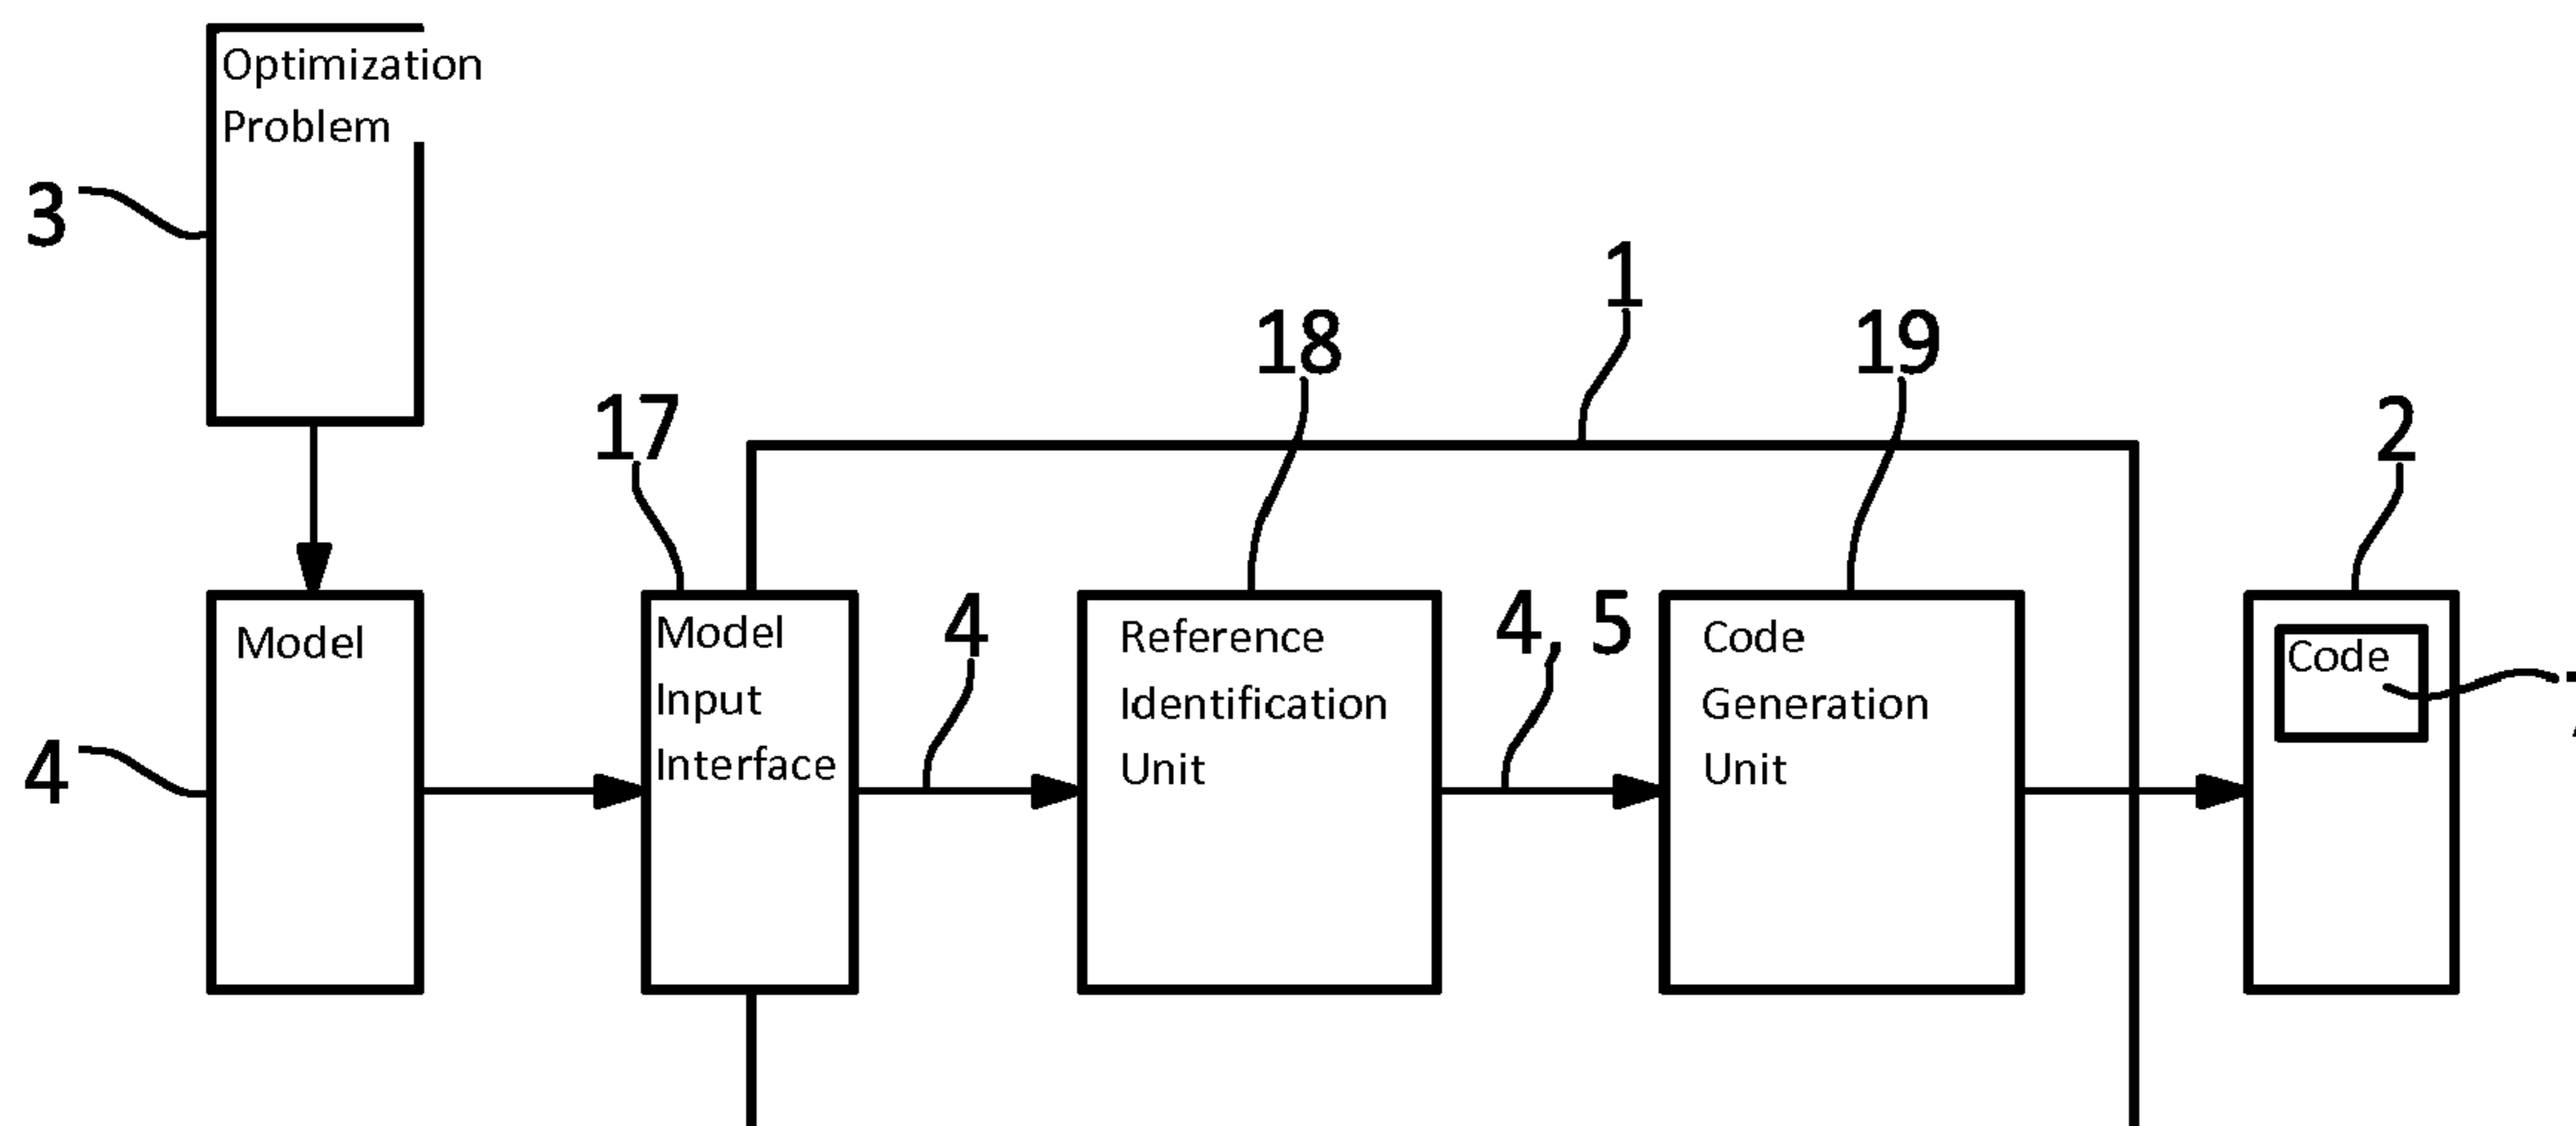 Optimization
Problem
3
1
18
19
17
2
Model
4
Model
Input
Interface
4
Reference
Identification
Unit
4, 5
Code
Generation
Unit
Code